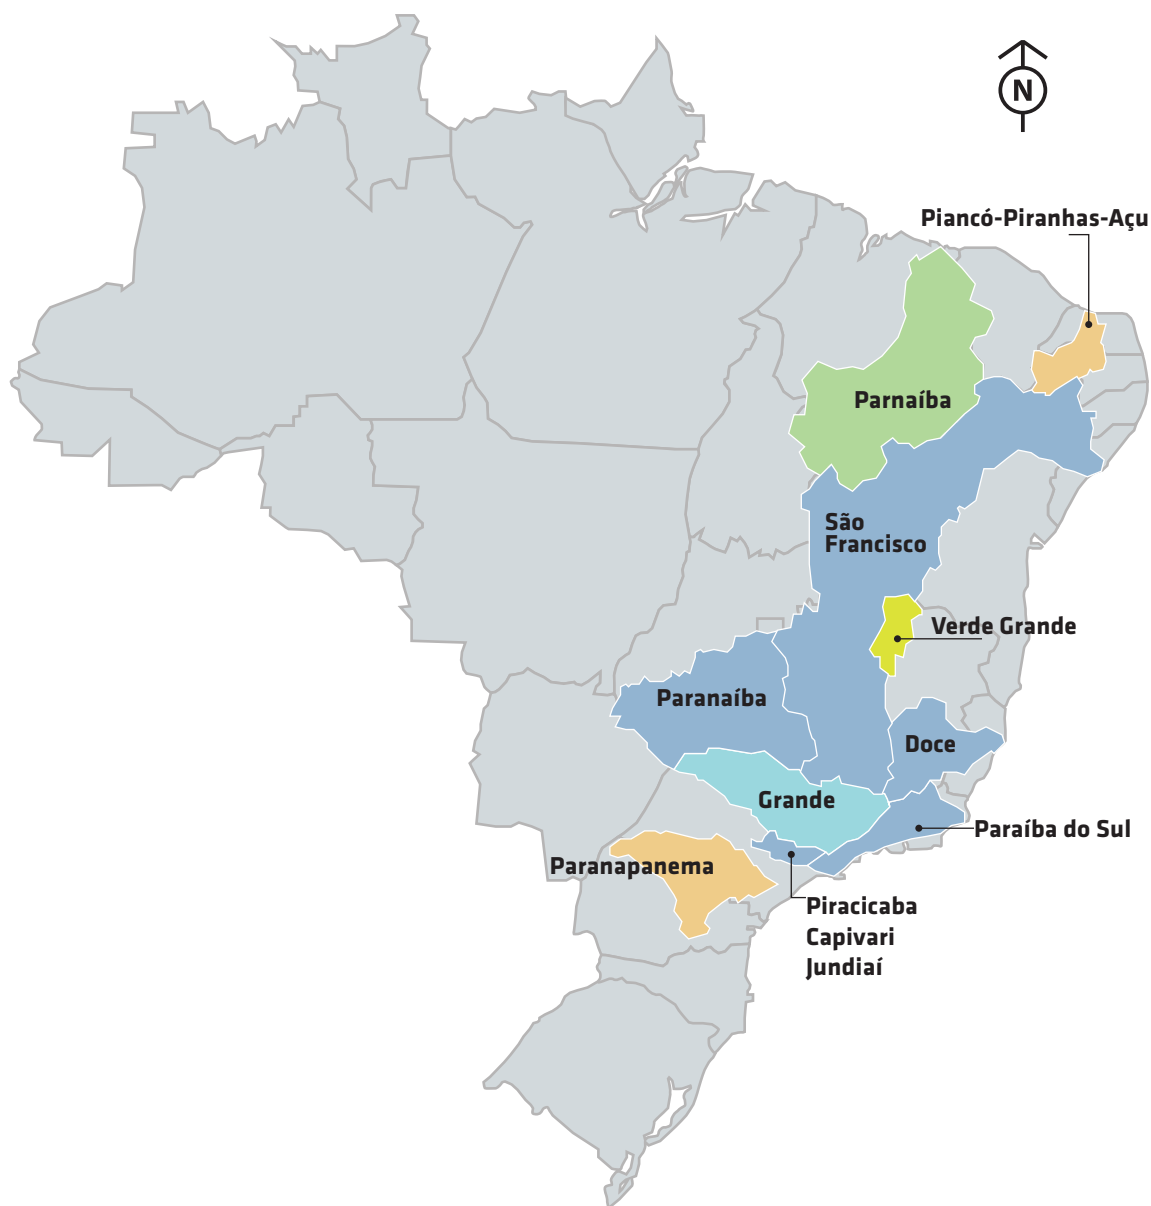 N
Piancó-Piranhas-Açu
Parnaíba
São
Francisco
Verde Grande
Paranaíba
Doce
Grande
Paraíba do Sul
Paranapanema
Piracicaba
Capivari
Jundiaí